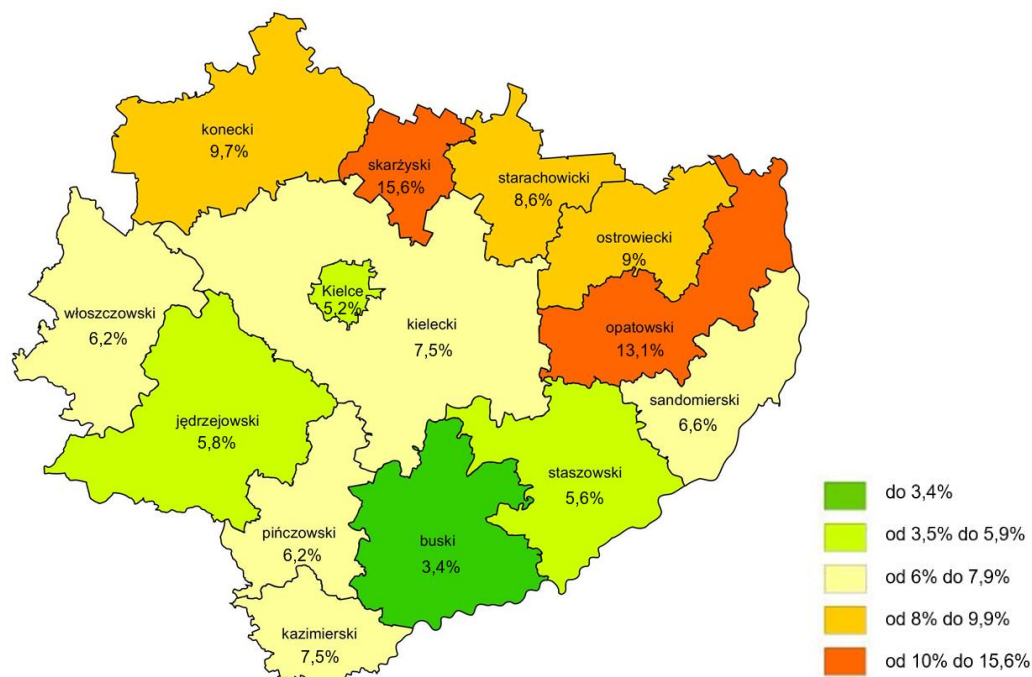 konecki
9,7%
skarżyski
15,6%
starachowicki
8,6%
ostrowiecki
9%
Kielce
5,2%
włoszczowski
6,2%
kielecki
7,5%
opatowski
13,1%
sandomierski
6,6%
jędrzejowski
5,8%
staszowski
5,6%
pińczowski
6,2%
buski
3,4%
kazimierski
7,5%
do 3,4%
od 3,5% do 5,9%
od 6% do 7,9%
od 8% do 9,9%
od 10% do 15,6%